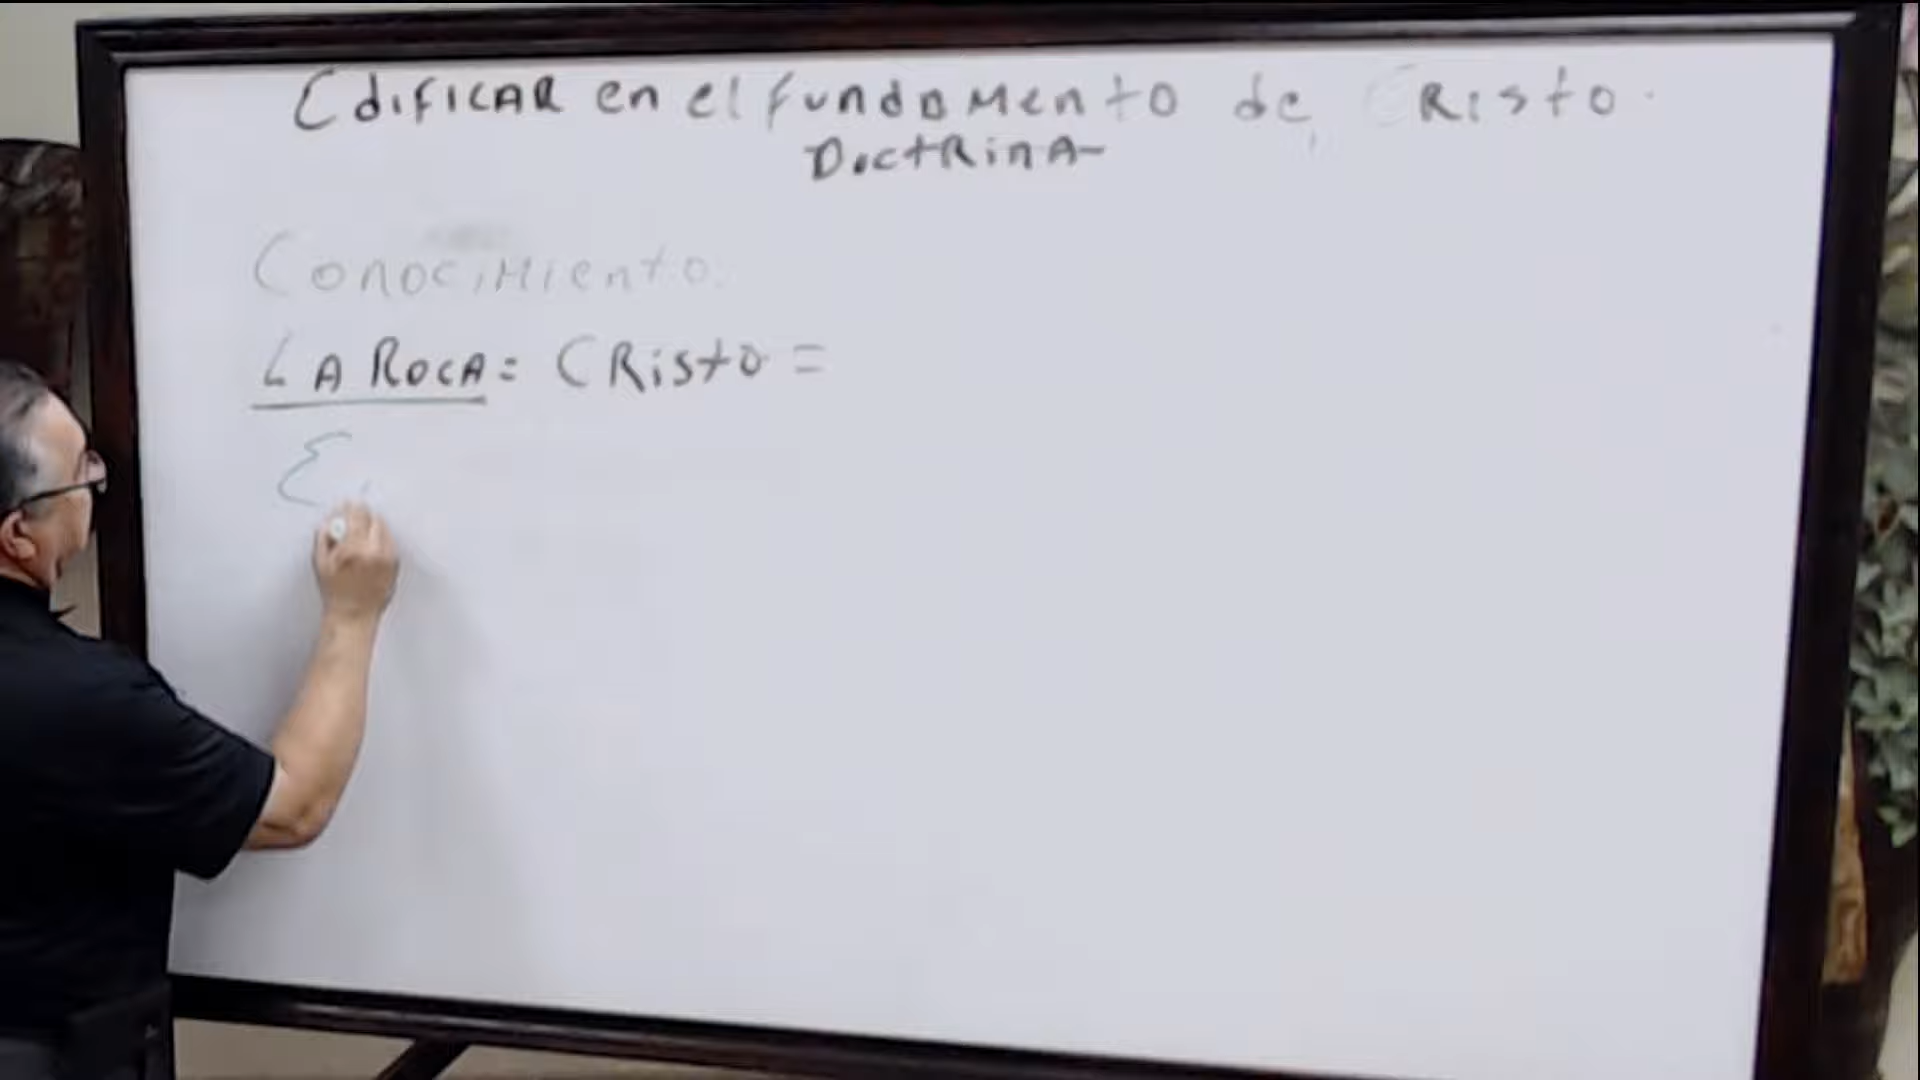 EdIFICAR en el fundaMento de CRisto.
DoctRinA
ConociMiento.
LA RocA = CRisto =
E